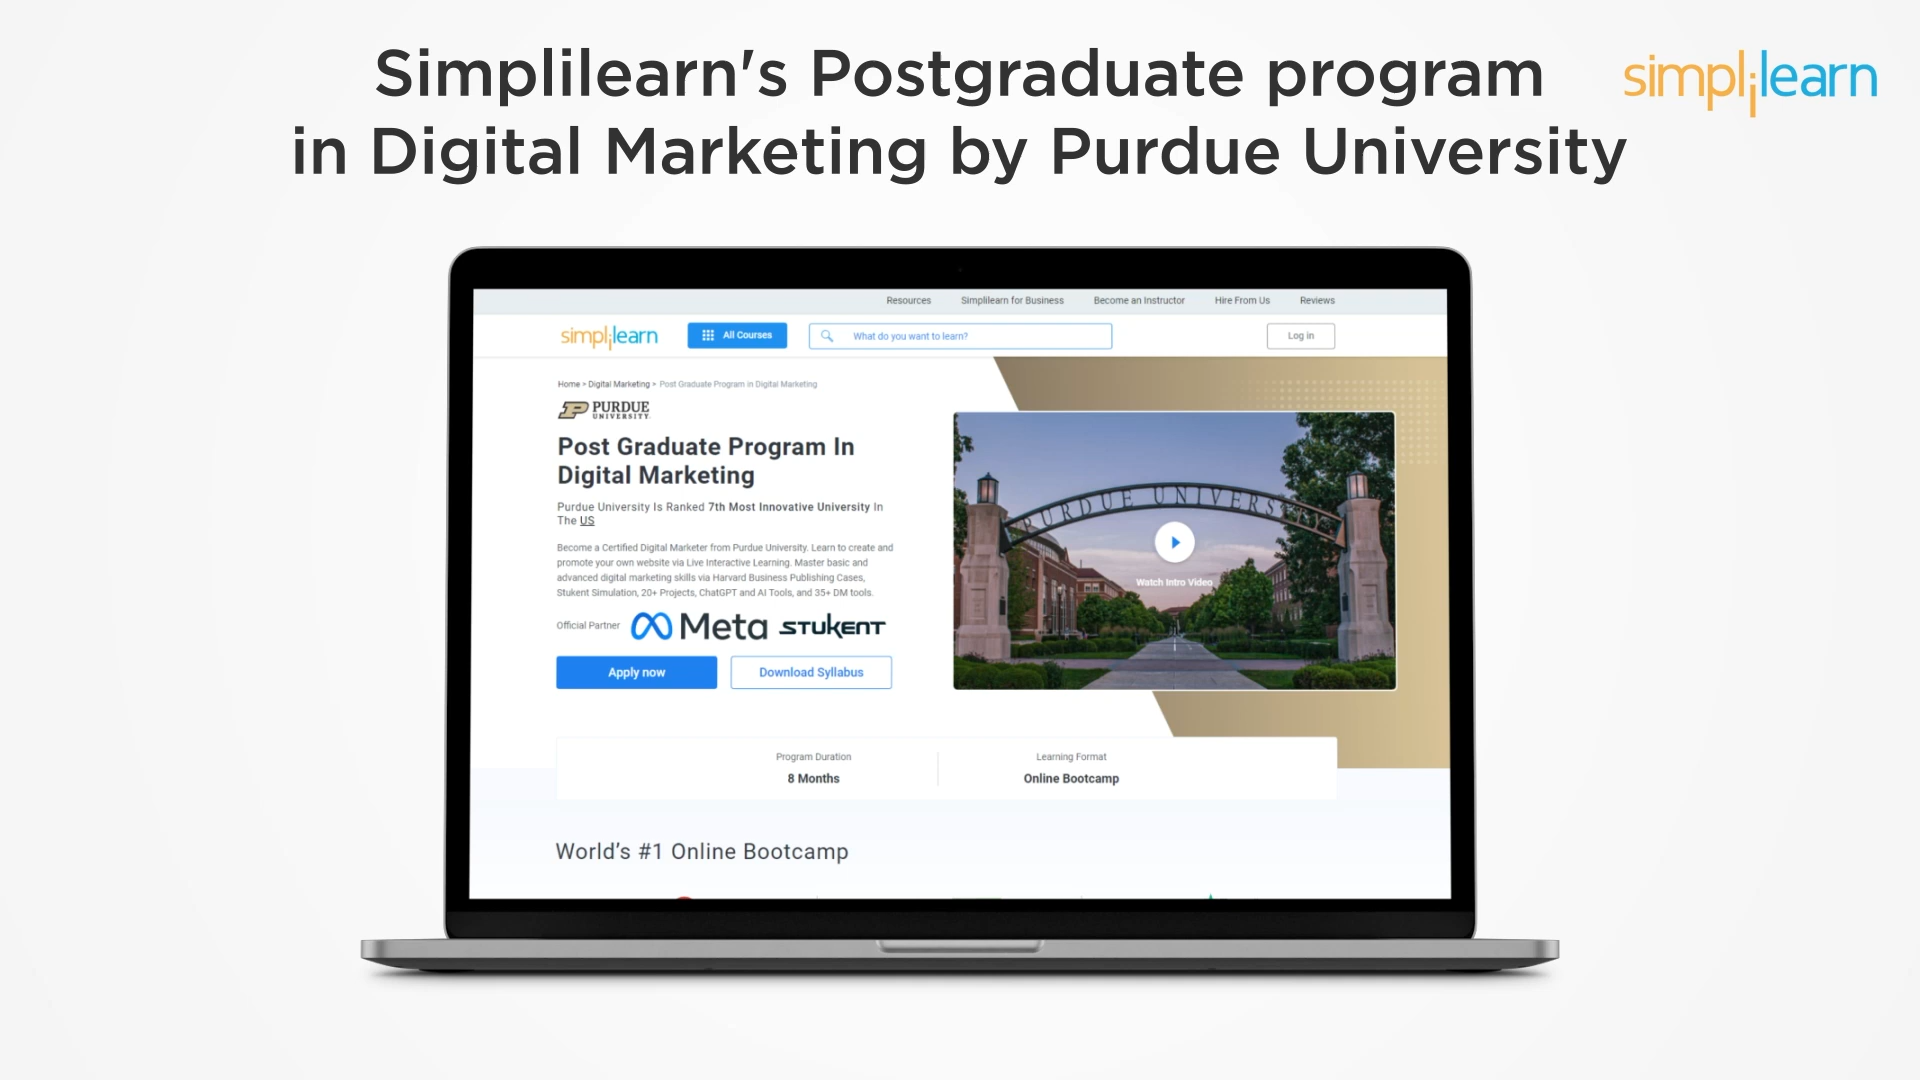 Simplilearn's Postgraduate program
in Digital Marketing by Purdue University
simplilearn
Resources
Simplilearn for Business
Become an Instructor
Hire From Us
Reviews
simplilearn
All Courses
What do you want to learn?
Log in
Home > Digital Marketing > Post Graduate Program in Digital Marketing
P PURDUE
UNIVERSITY
Post Graduate Program In
Digital Marketing
Purdue University Is Ranked 7th Most Innovative University In
The US
Become a Certified Digital Marketer from Purdue University. Learn to create and
promote your own website via Live Interactive Learning. Master basic and
advanced digital marketing skills via Harvard Business Publishing Cases,
Stukent Simulation, 20+ Projects, ChatGPT and AI Tools, and 35+ DM tools.
Official Partner
Meta
STUKENT
Apply now
Download Syllabus
PURDUE UNIVERS
Watch Intro Video
Program Duration
8 Months
Learning Format
Online Bootcamp
World’s #1 Online Bootcamp